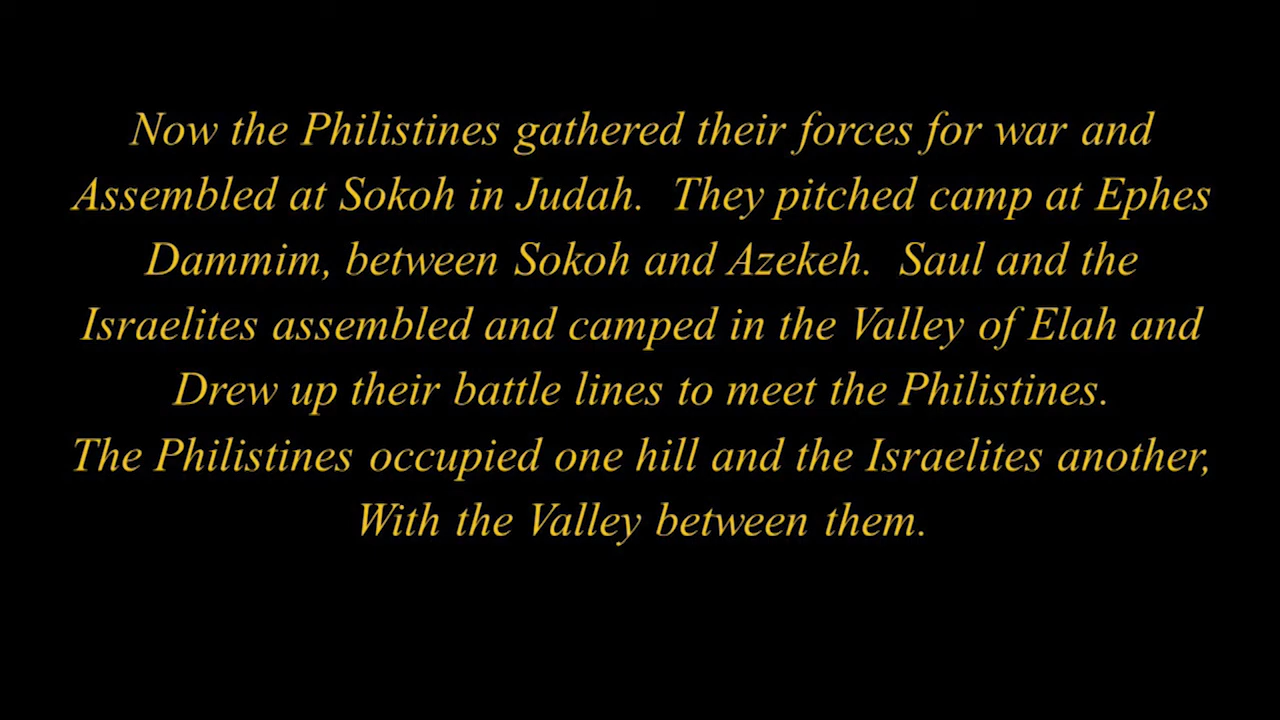 Now the Philistines gathered their forces for war and
Assembled at Sokoh in Judah.  They pitched camp at Ephes
Dammim, between Sokoh and Azekeh.  Saul and the
Israelites assembled and camped in the Valley of Elah and
Drew up their battle lines to meet the Philistines.
The Philistines occupied one hill and the Israelites another,
With the Valley between them.